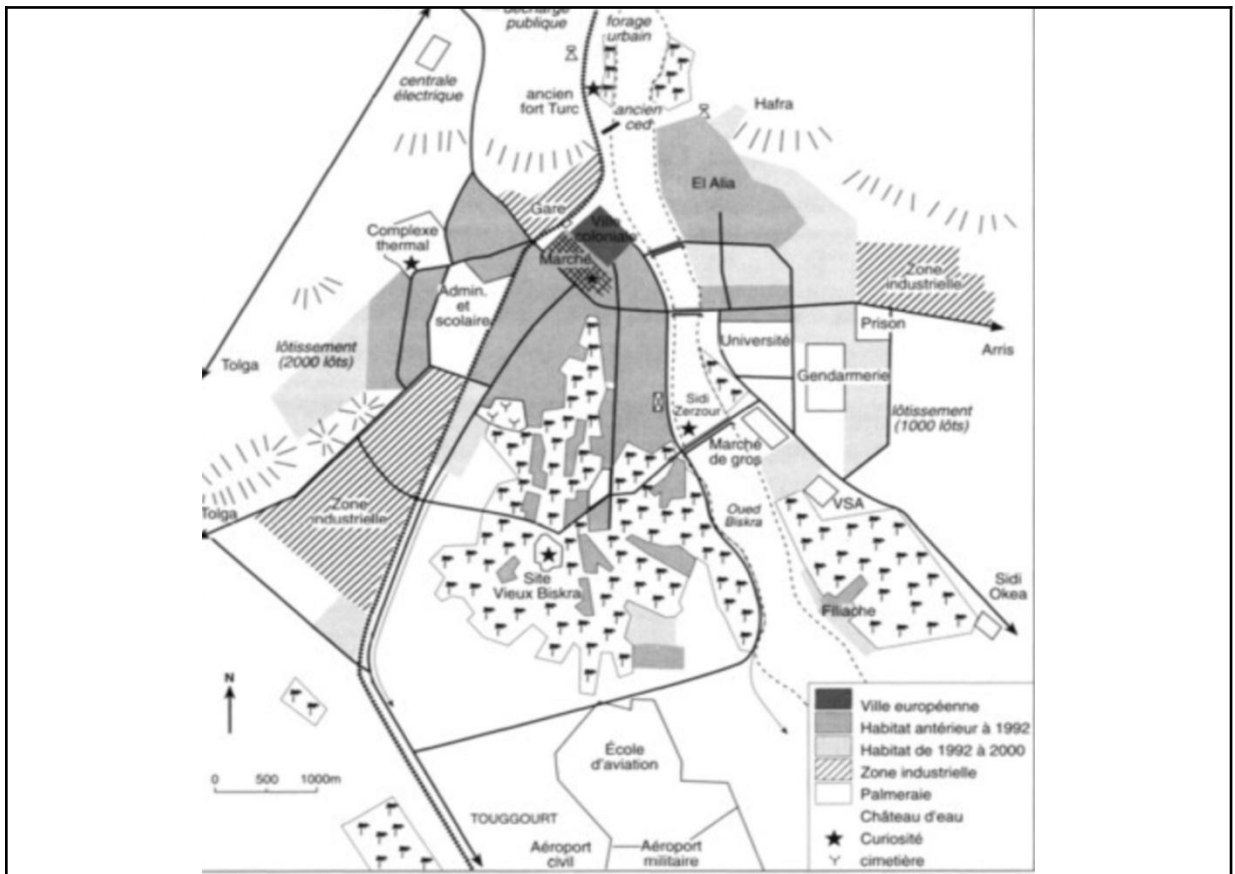 décharge
publique
forage
urbain
centrale
électrique
ancien
fort Turc
ancien
ced
Hafra
El Alia
Gare
Ville
coloniale
Complexe
thermal
Marché
Zone
industrielle
Admin.
et
scolaire
Prison
Arris
Université
Tolga
lôtissement
(2000 lôts)
Gendarmerie
Sidi
Zerzour
lôtissement
(1000 lots)
Marché
de gros
VSA
Tolga
Zone
industrielle
Oued
Biskra
Site
Vieux Biskra
Sidi
Okea
Filiache
N
0 500 1000m
École
d'aviation
TOUGGOURT
Aéroport
civil
Aéroport
militaire
Ville européenne
Habitat antérieur à 1992
Habitat de 1992 à 2000
Zone industrielle
Palmeraie
Château d'eau
Curiosité
cimetière